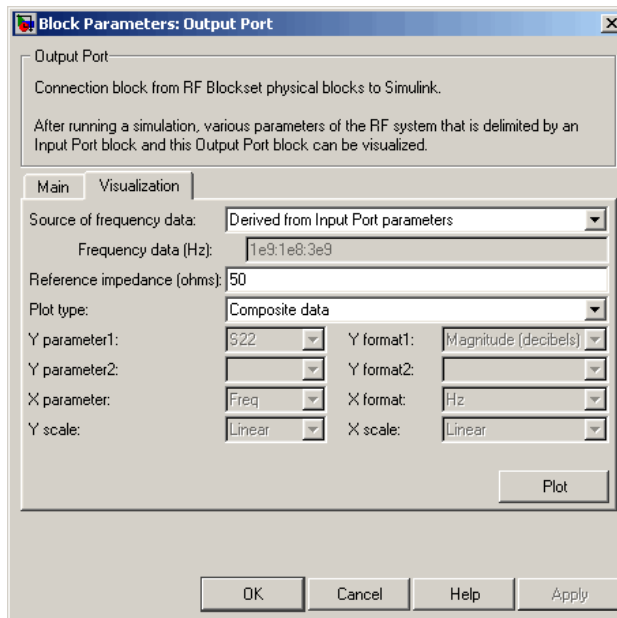 Block Parameters: Output Port
Output Port
Connection block from RF Blockset physical blocks to Simulink.
After running a simulation, various parameters of the RF system that is delimited by an
Input Port block and this Output Port block can be visualized.
Main Visualization
Source of frequency data: Derived from Input Port parameters
Frequency data (Hz): 1e9:1e8:3e9
Reference impedance (ohms): 50
Plot type: Composite data
Y parameter1: S22 Y format1: Magnitude (decibels)
Y parameter2: Y format2:
X parameter: Freq X format: Hz
Y scale: Linear X scale: Linear
Plot
OK Cancel Help Apply